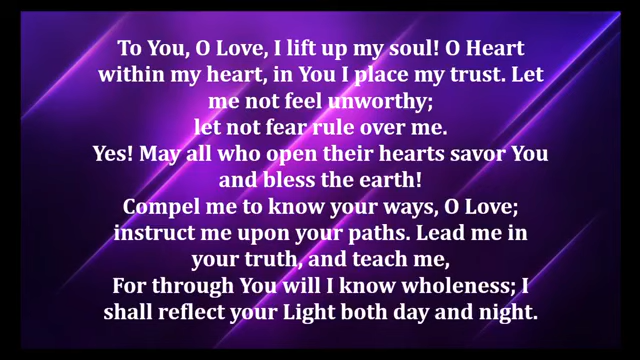 To You, O Love, I lift up my soul! O Heart
within my heart, in You I place my trust. Let
me not feel unworthy;
let not fear rule over me.
Yes! May all who open their hearts savor You
and bless the earth!
Compel me to know your ways, O Love;
instruct me upon your paths. Lead me in
your truth, and teach me,
For through You will I know wholeness; I
shall reflect your Light both day and night.